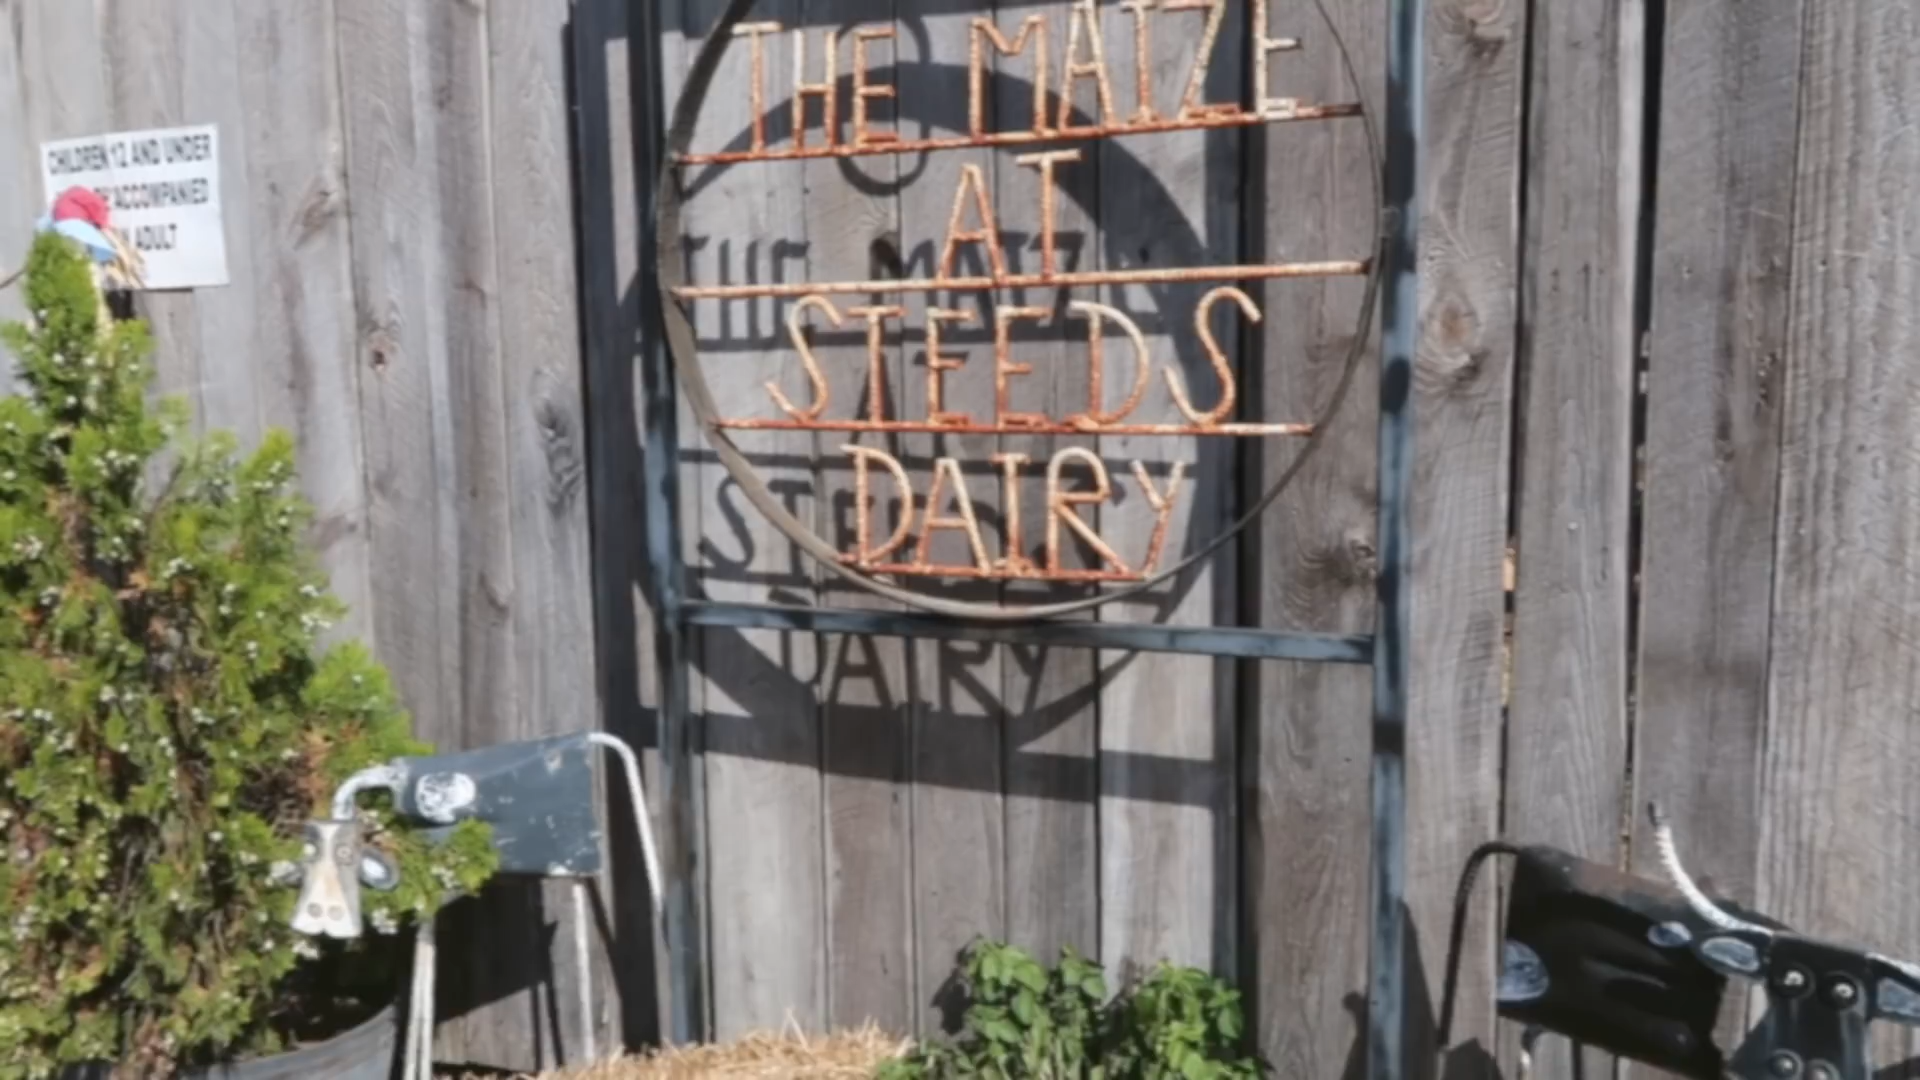 THE MAIZE
AT
STEEDS
DAIRY
CHILDREN 12 AND UNDER
ACCOMPANIED
ADULT